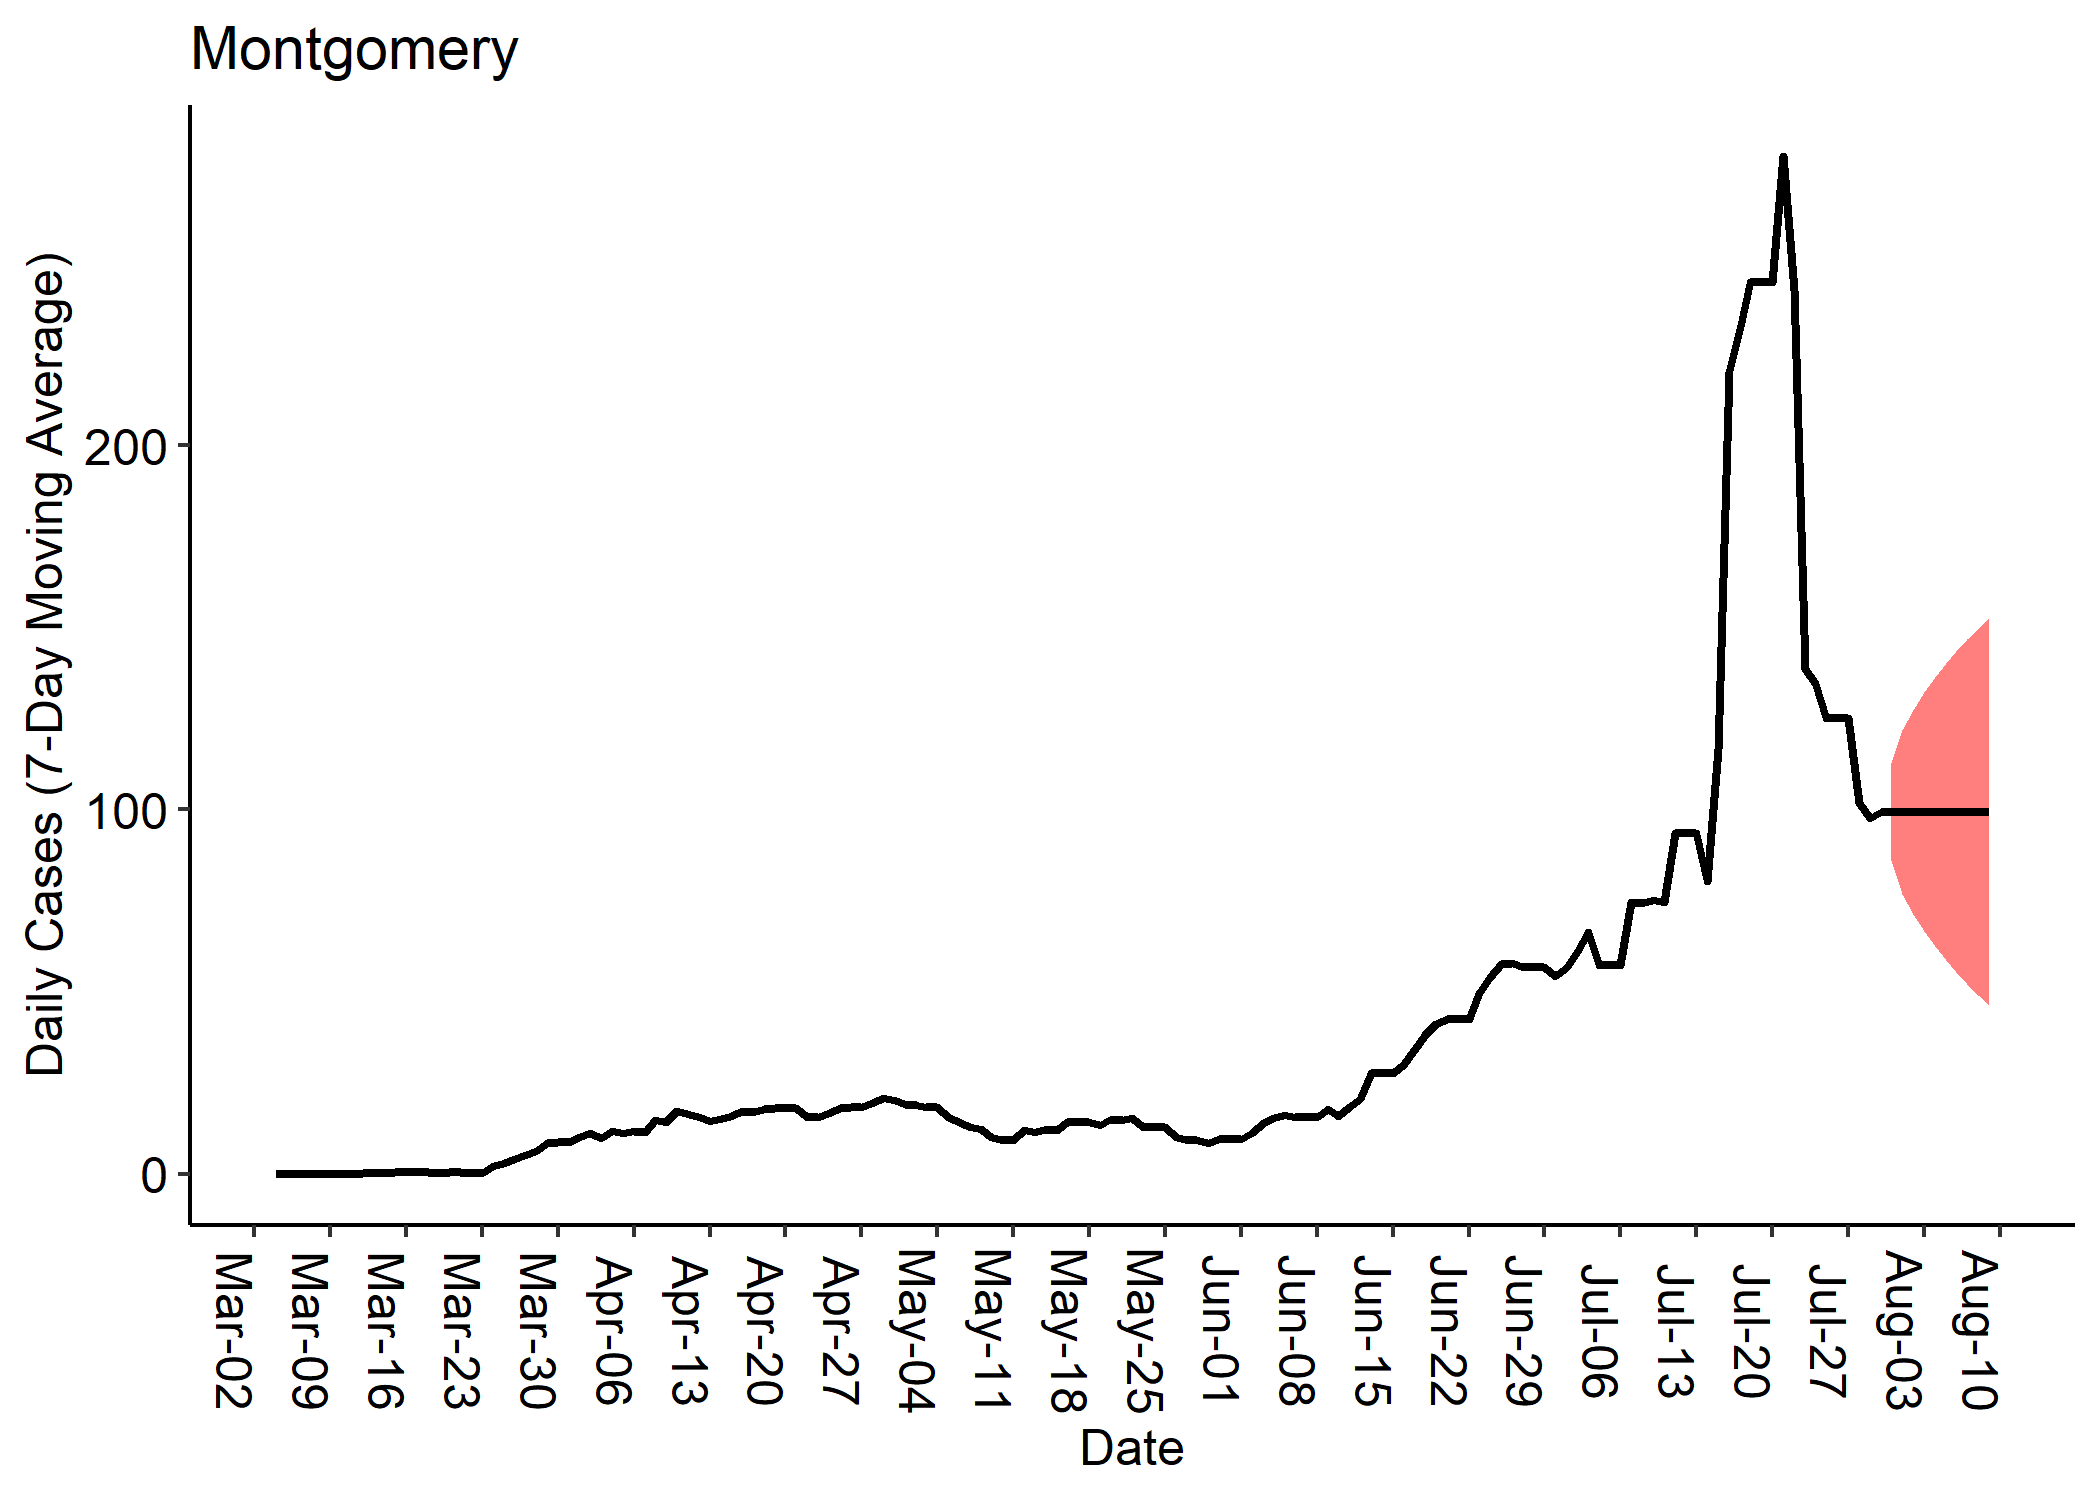 Montgomery
Daily Cases (7-Day Moving Average)
200
100
0
Mar-02
Mar-09
Mar-16
Mar-23
Mar-30
Apr-06
Apr-13
Apr-20
Apr-27
May-04
May-11
May-18
May-25
Jun-01
Jun-08
Jun-15
Jun-22
Jun-29
Jul-06
Jul-13
Jul-20
Jul-27
Aug-03
Aug-10
Date